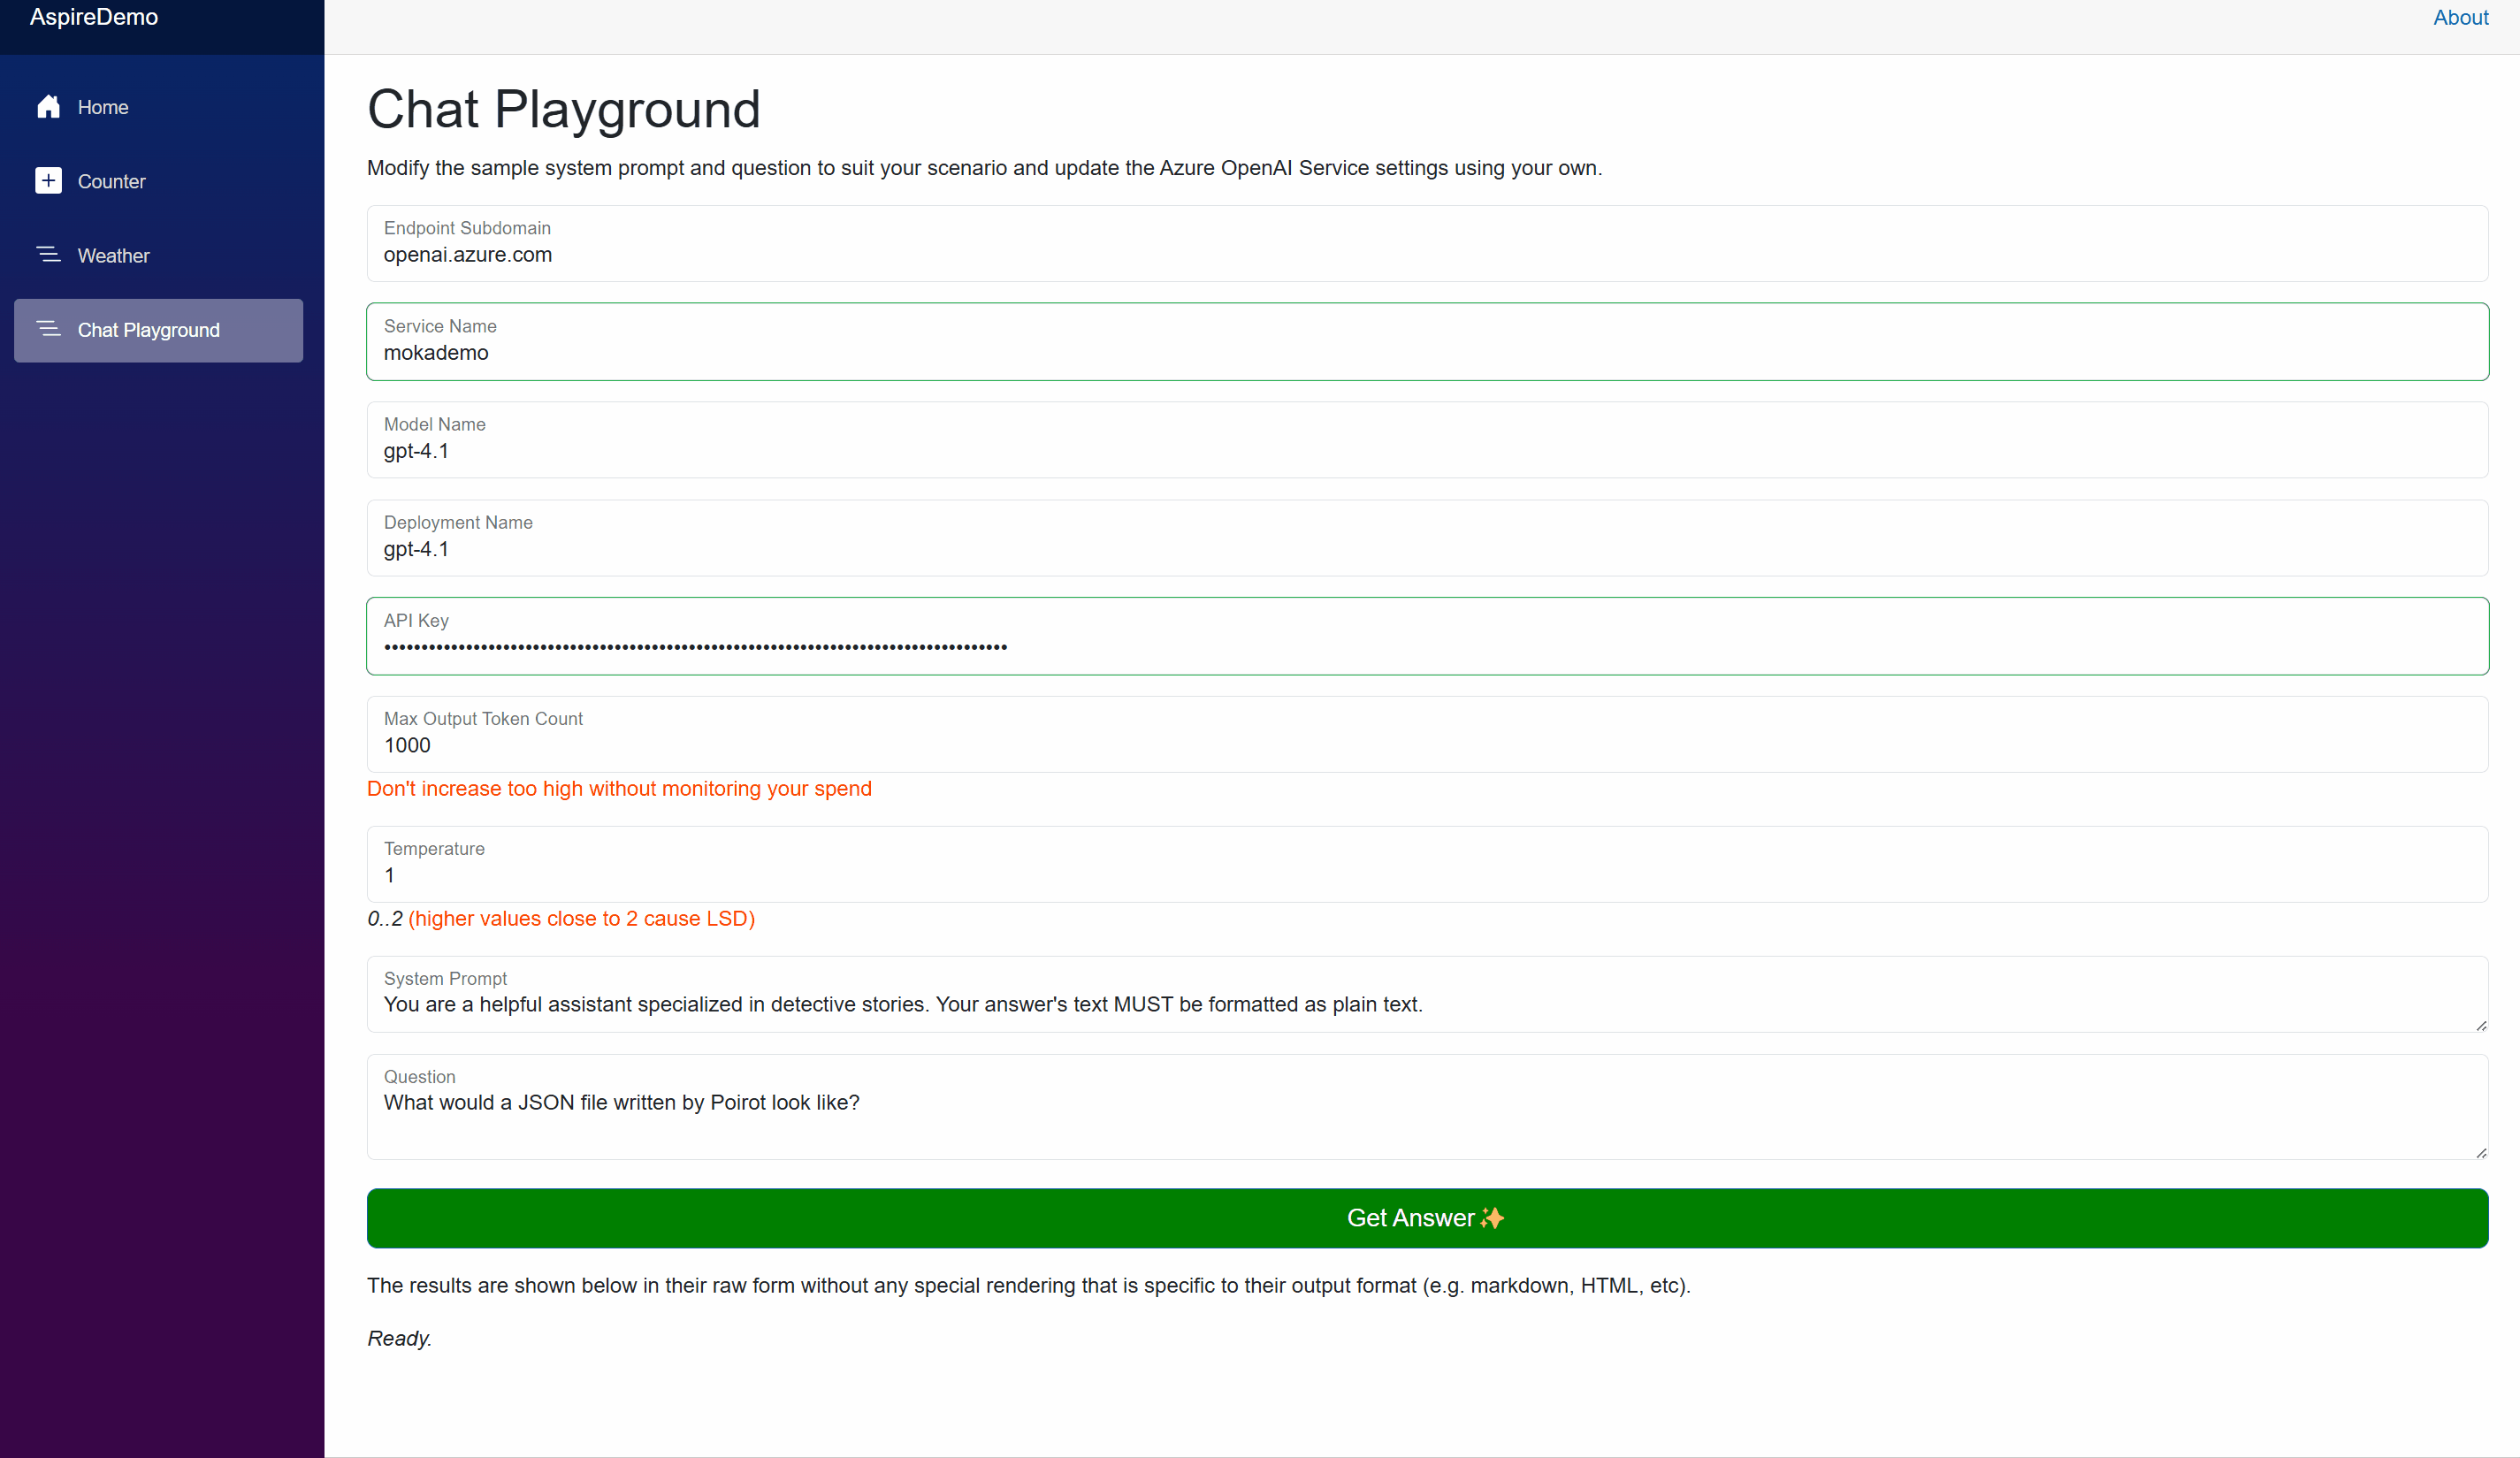 AspireDemo
About
Home
Counter
Weather
Chat Playground
Chat Playground
Modify the sample system prompt and question to suit your scenario and update the Azure OpenAI Service settings using your own.
Endpoint Subdomain
openai.azure.com
Service Name
mokademo
Model Name
gpt-4.1
Deployment Name
gpt-4.1
API Key
••••••••••••••••••••••••••••••••••••••••••••••••••••••••••••••••••••••••••••••••••••
Max Output Token Count
1000
Don't increase too high without monitoring your spend
Temperature
1
0..2 (higher values close to 2 cause LSD)
System Prompt
You are a helpful assistant specialized in detective stories. Your answer's text MUST be formatted as plain text.
Question
What would a JSON file written by Poirot look like?
Get Answer✨
The results are shown below in their raw form without any special rendering that is specific to their output format (e.g. markdown, HTML, etc).
Ready.